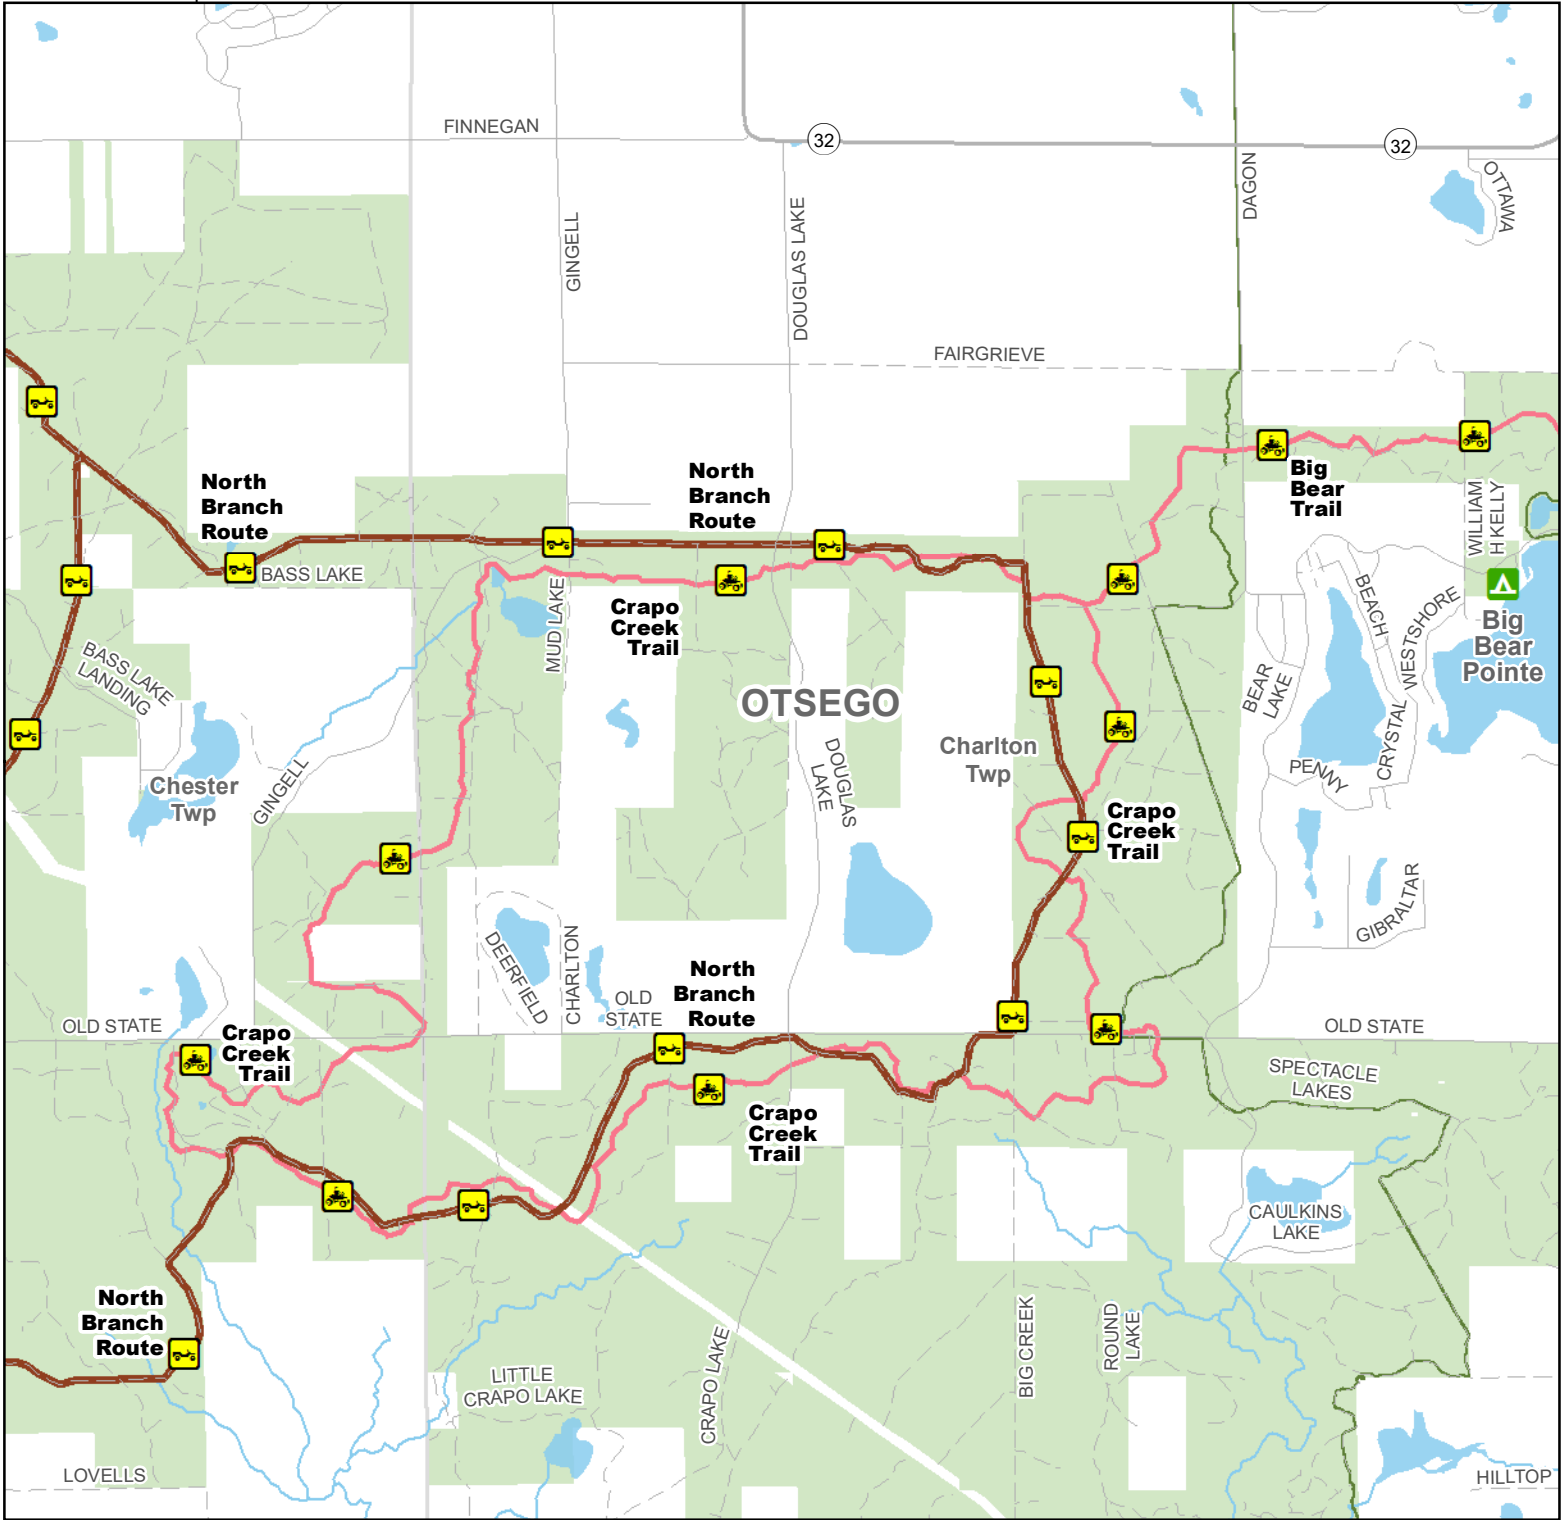 FINNEGAN
32
32
OTTAWA
DAGON
GINGELL
DOUGLAS LAKE
FAIRGRIEVE
North
Branch
Route
North
Branch
Route
Big
Bear
Trail
WILLIAM
H KELLY
BASS LAKE
MUD LAKE
Crapo
Creek
Trail
BEACH
WESTSHORE
Big
Bear
Pointe
BASS LAKE
LANDING
OTSEGO
BEAR
LAKE
CRYSTAL
Charlton
Twp
DOUGLAS
LAKE
PENNY
Chester
Twp
GINGELL
Crapo
Creek
Trail
GIBRALTAR
DEERFIELD
CHARLTON
North
Branch
Route
OLD
STATE
OLD STATE
OLD STATE
Crapo
Creek
Trail
SPECTACLE
LAKES
Crapo
Creek
Trail
CAULKINS
LAKE
North
Branch
Route
BIG CREEK
ROUND
LAKE
CRAPO LAKE
LITTLE
CRAPO LAKE
LOVELLS
HILLTOP